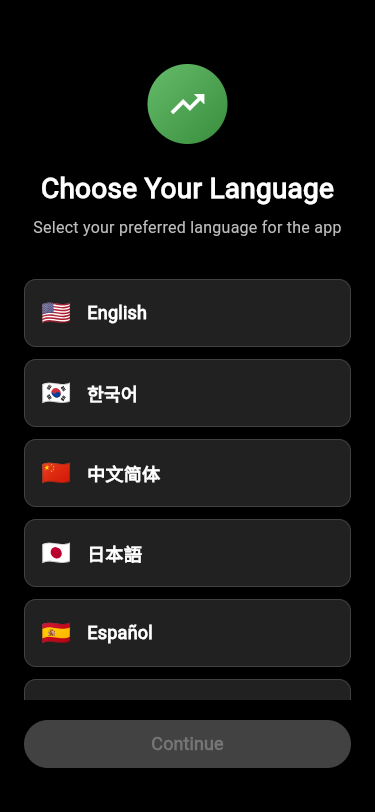 Choose Your Language
Select your preferred language for the app
English
한국어
中文简体
日本語
Español
Continue